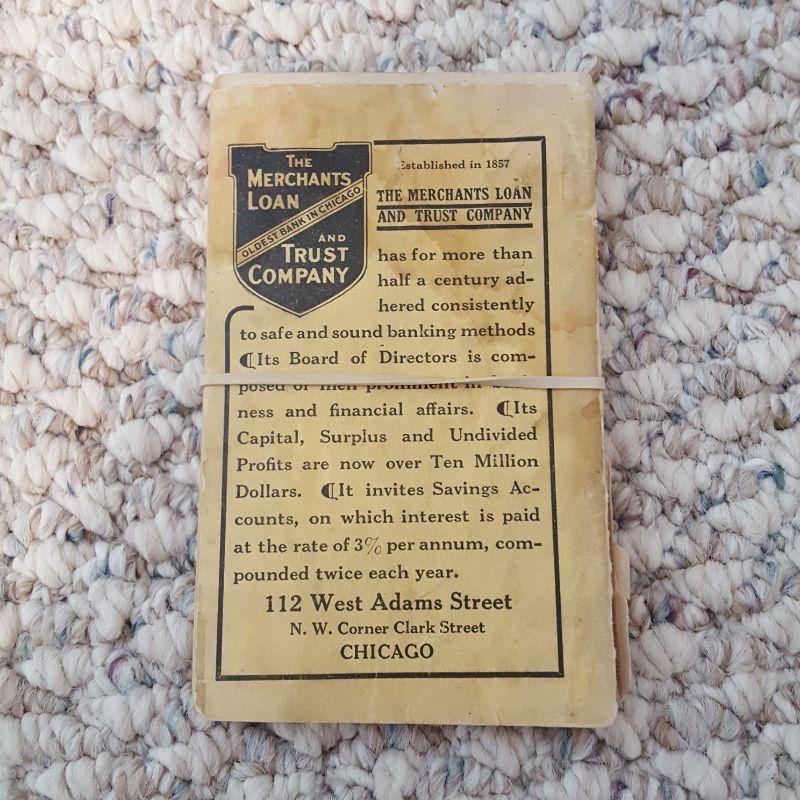 THE
MERCHANTS
LOAN
OLDEST BANK IN CHICAGO
AND
TRUST
COMPANY
Established in 1857
THE MERCHANTS LOAN
AND TRUST COMPANY
has for more than
half a century ad-
hered consistently
to safe and sound banking methods
¶Its Board of Directors is com-
posed of men prominent in busi-
ness and financial affairs. ¶Its
Capital, Surplus and Undivided
Profits are now over Ten Million
Dollars. ¶It invites Savings Ac-
counts, on which interest is paid
at the rate of 3% per annum, com-
pounded twice each year.
112 West Adams Street
N. W. Corner Clark Street
CHICAGO